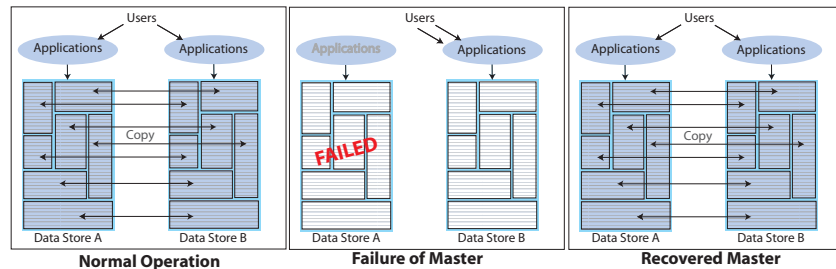 Users
Applications
Applications
Copy
Data Store A
Data Store B
Normal Operation
Users
Applications
Applications
FAILED
Data Store A
Data Store B
Failure of Master
Users
Applications
Applications
Copy
Data Store A
Data Store B
Recovered Master